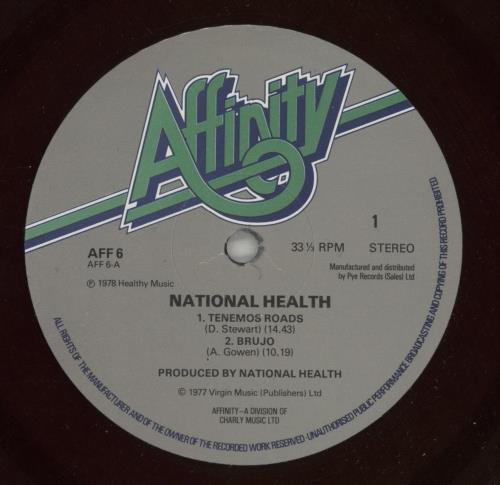 Affinity
AFF 6
AFF 6-A
℗ 1978 Healthy Music
33 ⅓ RPM
1
STEREO
Manufactured and distributed
by Pye Records (Sales) Ltd
NATIONAL HEALTH
1. TENEMOS ROADS
(D. Stewart) (14.43)
2. BRUJO
(A. Gowen) (10.19)
PRODUCED BY NATIONAL HEALTH
© 1977 Virgin Music (Publishers) Ltd
AFFINITY—A DIVISION OF
CHARLY MUSIC LTD
ALL RIGHTS OF THE MANUFACTURER AND OF THE OWNER OF THE RECORDED WORK RESERVED · UNAUTHORISED PUBLIC PERFORMANCE BROADCASTING AND COPYING OF THIS RECORD PROHIBITED